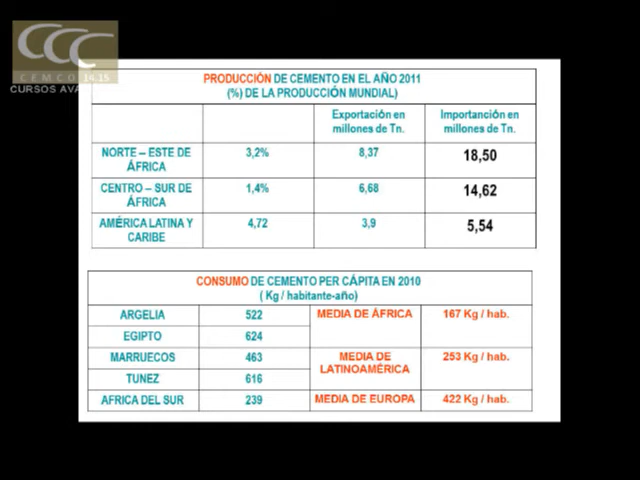 CCC
CEMCO 14.15
CURSOS AVA
PRODUCCIÓN DE CEMENTO EN EL AÑO 2011
(%) DE LA PRODUCCIÓN MUNDIAL)
Exportación en
millones de Tn.
Importanción en
millones de Tn.
NORTE – ESTE DE
ÁFRICA
3,2%
8,37
18,50
CENTRO – SUR DE
ÁFRICA
1,4%
6,68
14,62
AMÉRICA LATINA Y
CARIBE
4,72
3,9
5,54
CONSUMO DE CEMENTO PER CÁPITA EN 2010
( Kg / habitante-año)
ARGELIA 522 MEDIA DE ÁFRICA 167 Kg / hab.
EGIPTO 624
MARRUECOS 463 MEDIA DE
LATINOAMÉRICA
253 Kg / hab.
TUNEZ 616
AFRICA DEL SUR 239 MEDIA DE EUROPA 422 Kg / hab.